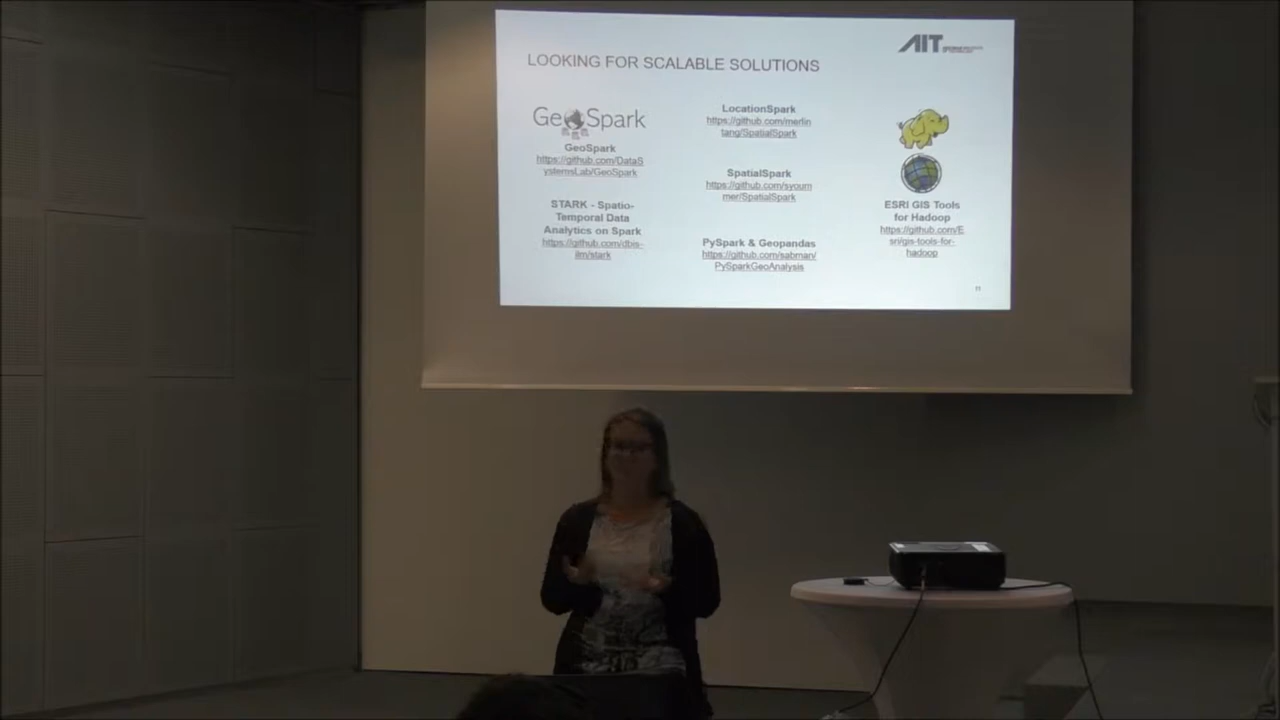 AIT
LOOKING FOR SCALABLE SOLUTIONS
GeoSpark
GeoSpark
https://github.com/DataS
ystemsLab/GeoSpark
STARK - Spatio-
Temporal Data
Analytics on Spark
https://github.com/dbis-
ilm/stark
LocationSpark
https://github.com/merlin
tang/SpatialSpark
SpatialSpark
https://github.com/syoum
mer/SpatialSpark
PySpark & Geopandas
https://github.com/sabman/
PySparkGeoAnalysis
ESRI GIS Tools
for Hadoop
https://github.com/E
sri/gis-tools-for-
hadoop
11